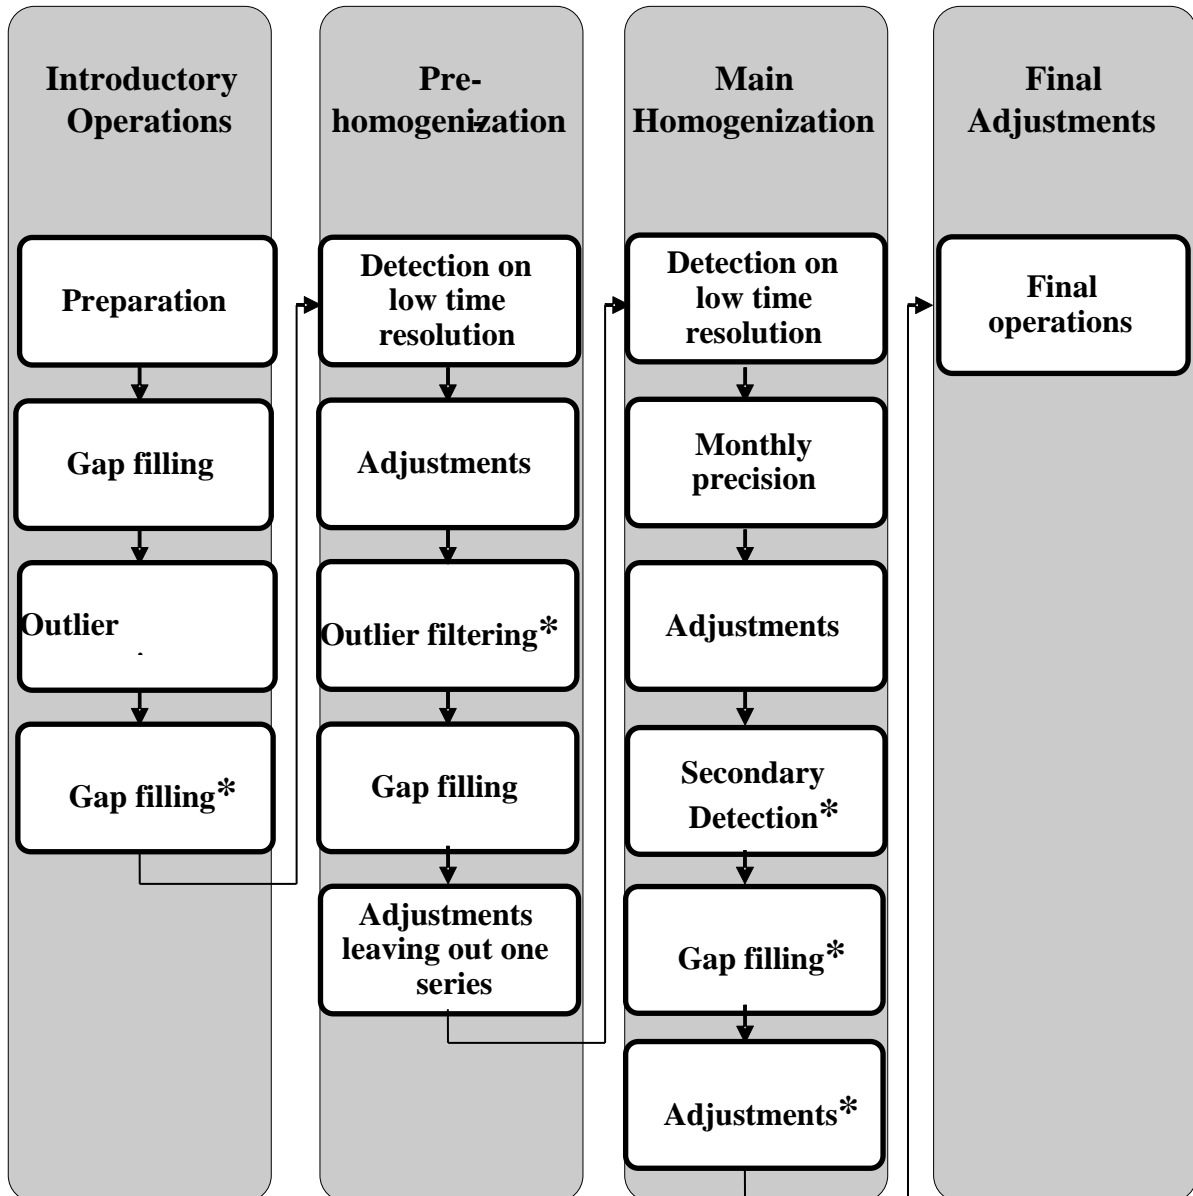 Introductory
Operations
Preparation
Gap filling
Outlier
Gap filling*
Pre-
homogenization
Detection on
low time
resolution
Adjustments
Outlier filtering*
Gap filling
Adjustments
leaving out one
series
Main
Homogenization
Detection on
low time
resolution
Monthly
precision
Adjustments
Secondary
Detection*
Gap filling*
Adjustments*
Final
Adjustments
Final
operations